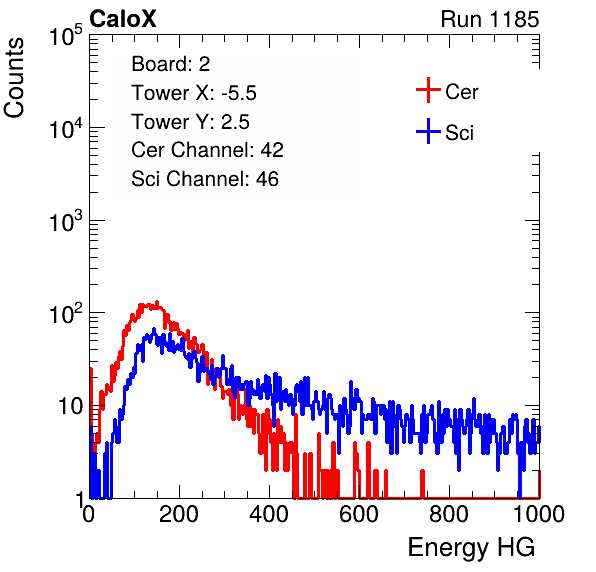 CaloX Run 1185
Counts
10^5
10^4
10^3
10^2
10
1
Board: 2
Tower X: -5.5
Tower Y: 2.5
Cer Channel: 42
Sci Channel: 46
Cer
Sci
0 200 400 600 800 1000
Energy HG